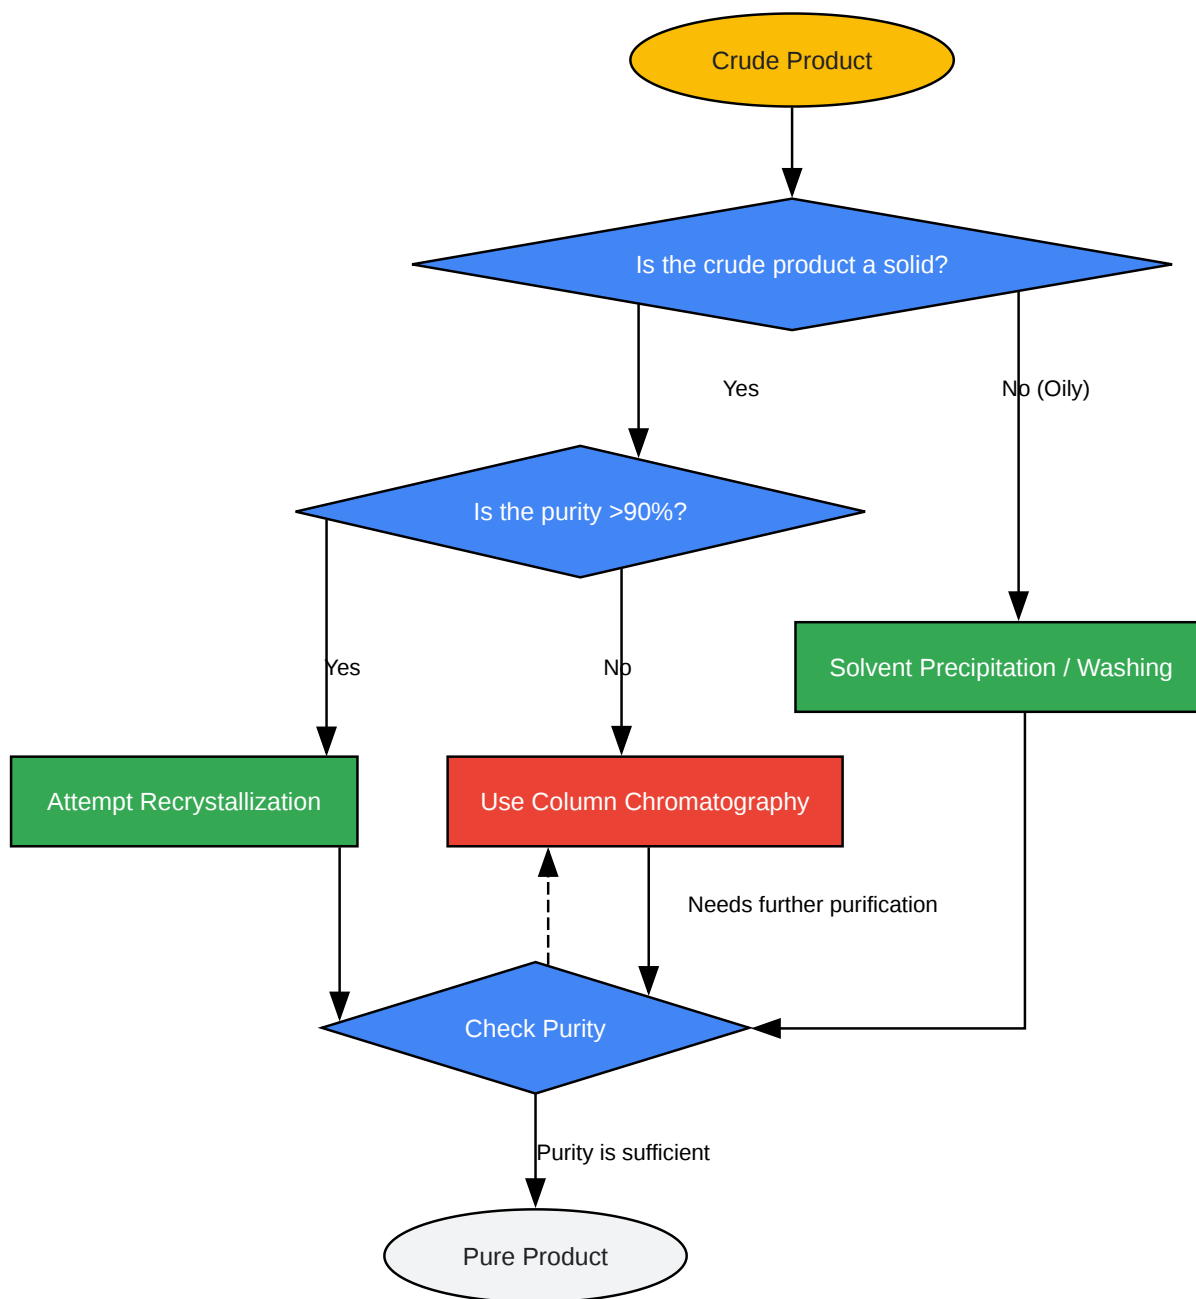 Crude Product
Is the crude product a solid?
Yes
No (Oily)
Is the purity >90%?
Yes
No
Solvent Precipitation / Washing
Attempt Recrystallization
Use Column Chromatography
Needs further purification
Check Purity
Purity is sufficient
Pure Product